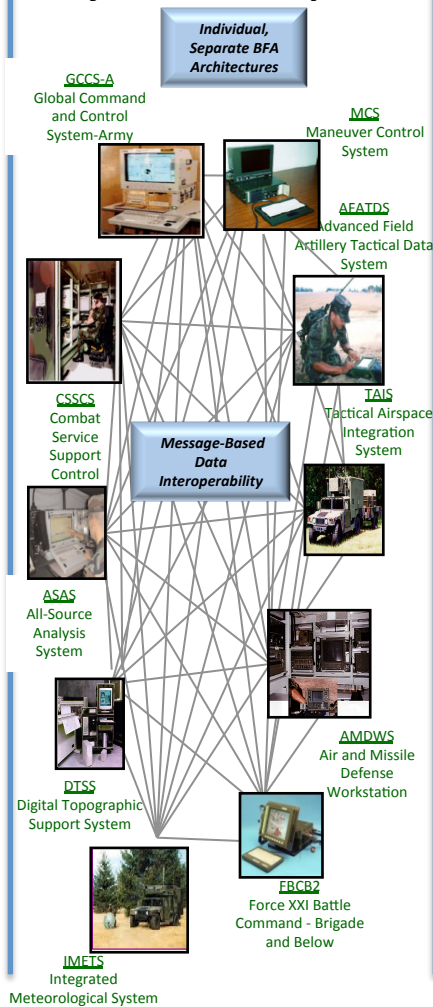 Individual,
Separate BFA
Architectures
GCCS-A
Global Command
and Control
System-Army
MCS
Maneuver Control
System
AFATDS
Advanced Field
Artillery Tactical Data
System
CSSCS
Combat
Service
Support
Control
TAIS
Tactical Airspace
Integration
System
Message-Based
Data
Interoperability
ASAS
All-Source
Analysis
System
AMDWS
Air and Missile
Defense
Workstation
DTSS
Digital Topographic
Support System
FBCB2
Force XXI Battle
Command - Brigade
and Below
IMETS
Integrated
Meteorological System